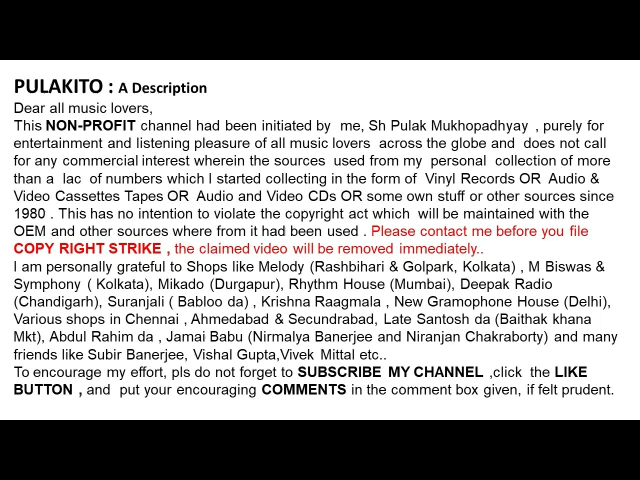 PULAKITO : A Description
Dear all music lovers,
This NON-PROFIT channel had been initiated by me, Sh Pulak Mukhopadhyay , purely for
entertainment and listening pleasure of all music lovers across the globe and does not call
for any commercial interest wherein the sources used from my personal collection of more
than a lac of numbers which I started collecting in the form of Vinyl Records OR Audio &
Video Cassettes Tapes OR Audio and Video CDs OR some own stuff or other sources since
1980 . This has no intention to violate the copyright act which will be maintained with the
OEM and other sources where from it had been used . Please contact me before you file
COPY RIGHT STRIKE , the claimed video will be removed immediately..
I am personally grateful to Shops like Melody (Rashbihari & Golpark, Kolkata) , M Biswas &
Symphony ( Kolkata), Mikado (Durgapur), Rhythm House (Mumbai), Deepak Radio
(Chandigarh), Suranjali ( Babloo da) , Krishna Raagmala , New Gramophone House (Delhi),
Various shops in Chennai , Ahmedabad & Secundrabad, Late Santosh da (Baithak khana
Mkt), Abdul Rahim da , Jamai Babu (Nirmalya Banerjee and Niranjan Chakraborty) and many
friends like Subir Banerjee, Vishal Gupta,Vivek Mittal etc..
To encourage my effort, pls do not forget to SUBSCRIBE MY CHANNEL ,click the LIKE
BUTTON , and put your encouraging COMMENTS in the comment box given, if felt prudent.